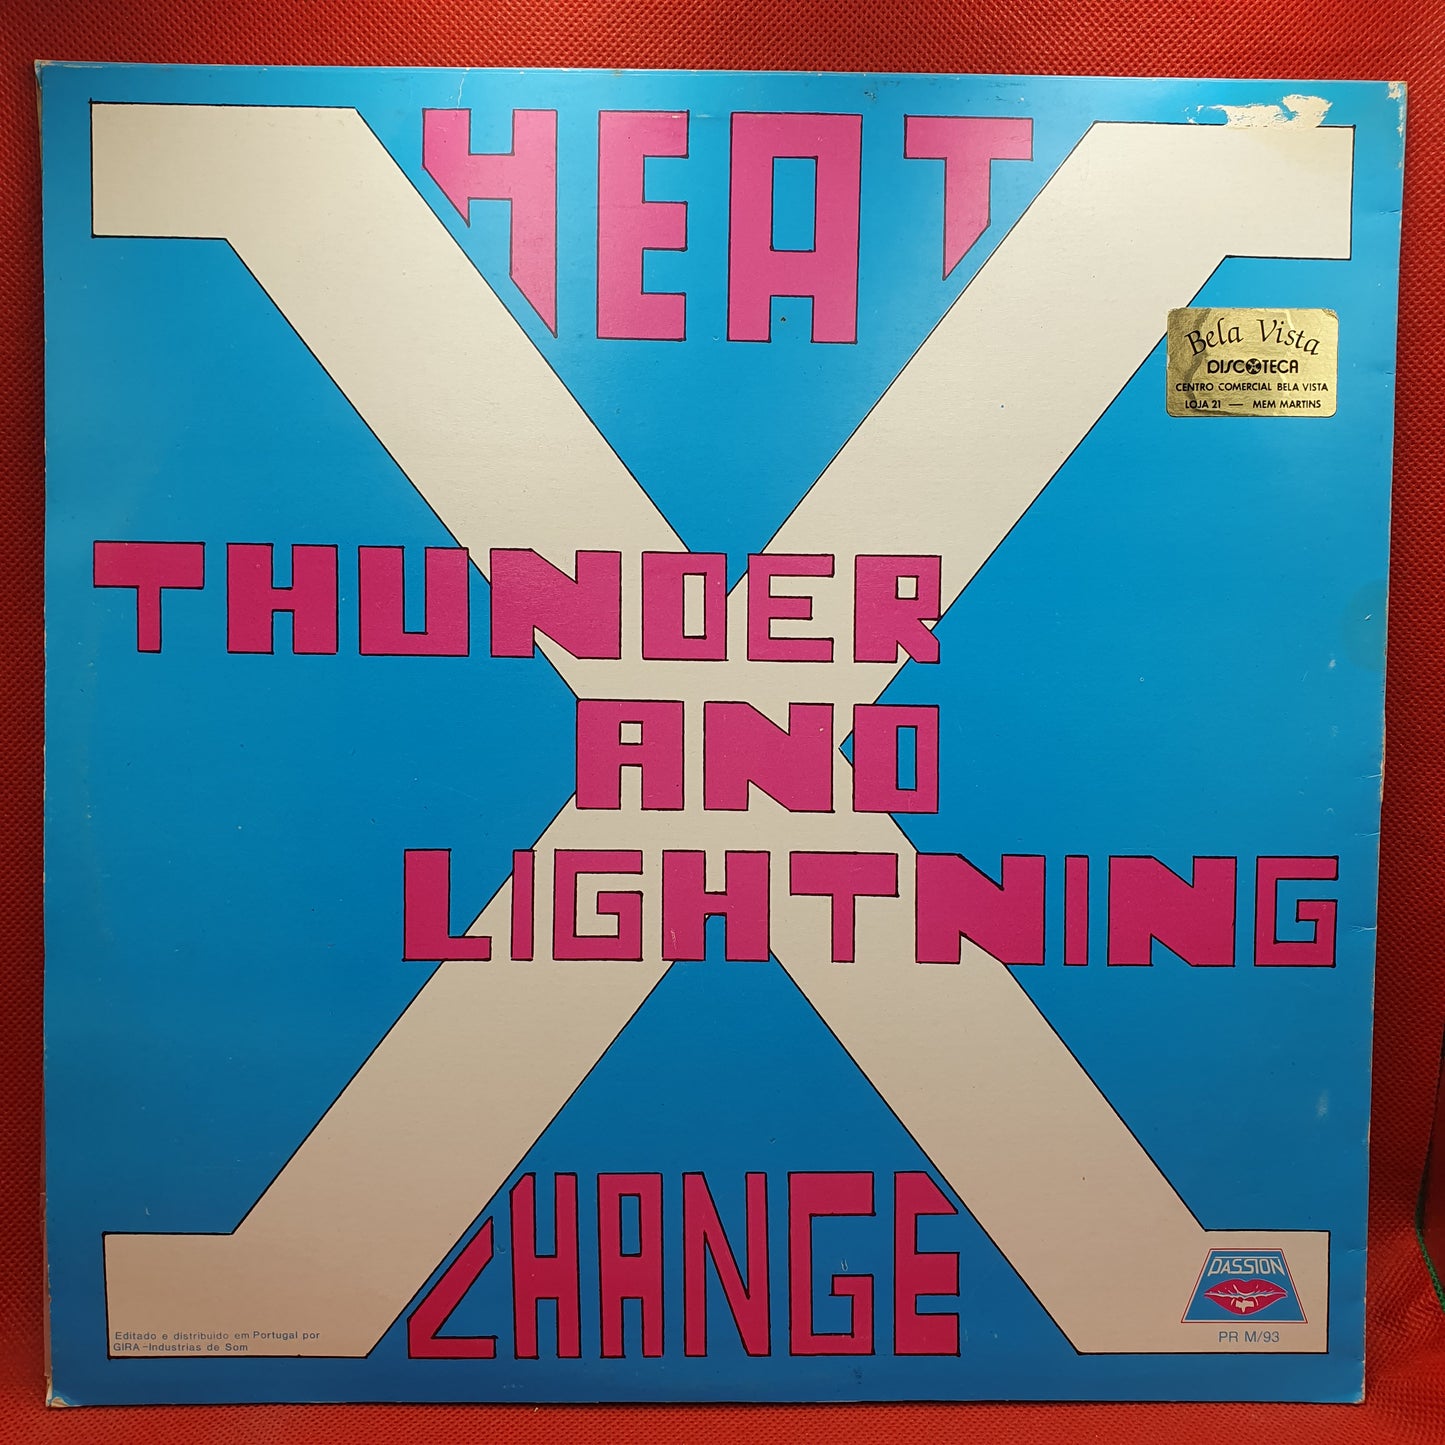 HEAT
X
Bela Vista
DISCOTECA
CENTRO COMERCIAL BELA VISTA
LOJA 21 — MEM MARTINS
THUNDER
AND
LIGHTNING
CHANGE
PASSION
PR M/93
Editado e distribuido em Portugal por
GIRA-Industrias de Som